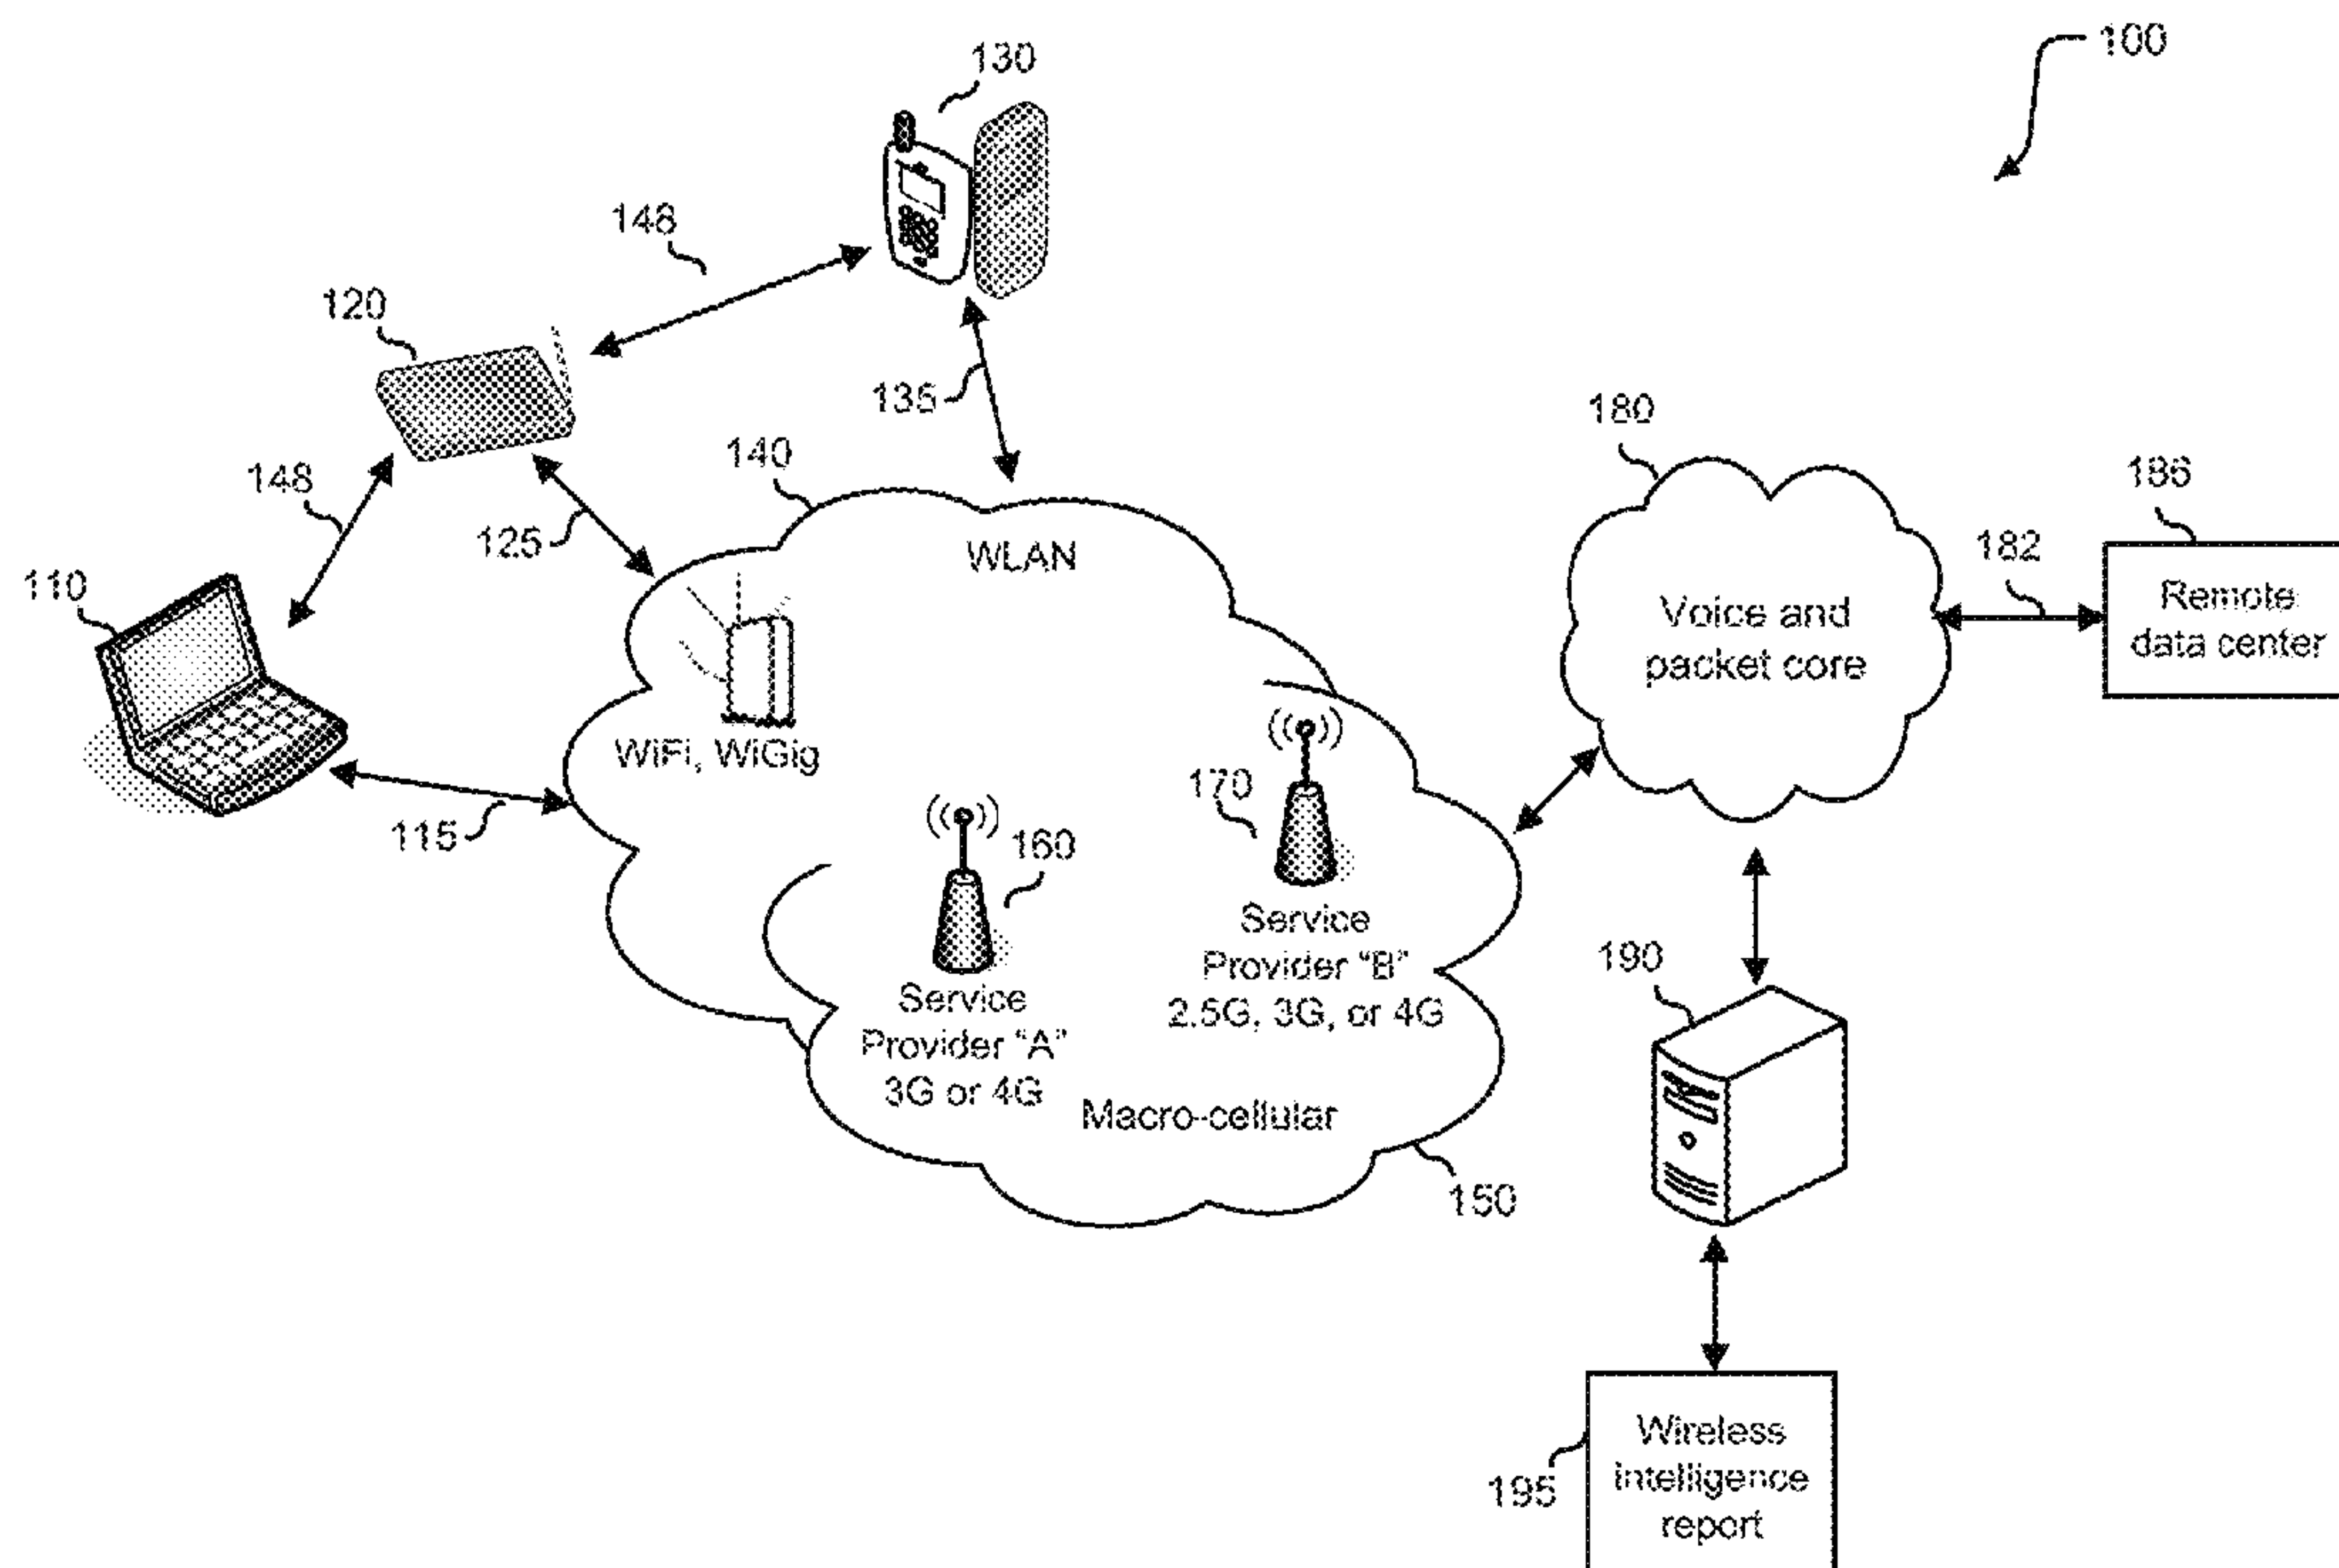 100
130
148
120
135
140
148
125
WLAN
110
180
186
182
Voice and
packet core
Remote
data center
WiFi, WiGig
115
170
160
Service
Provider "B"
2.5G, 3G, or 4G
Service
Provider "A"
3G or 4G
Macro-cellular
150
190
195
Wireless
intelligence
report